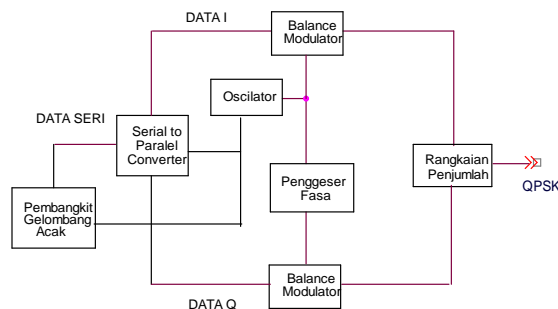 DATA I
Balance
Modulator
Oscilator
DATA SERI
Serial to
Paralel
Converter
Rangkaian
Penjumlah
QPSK
Penggeser
Fasa
Pembangkit
Gelombang
Acak
Balance
Modulator
DATA Q